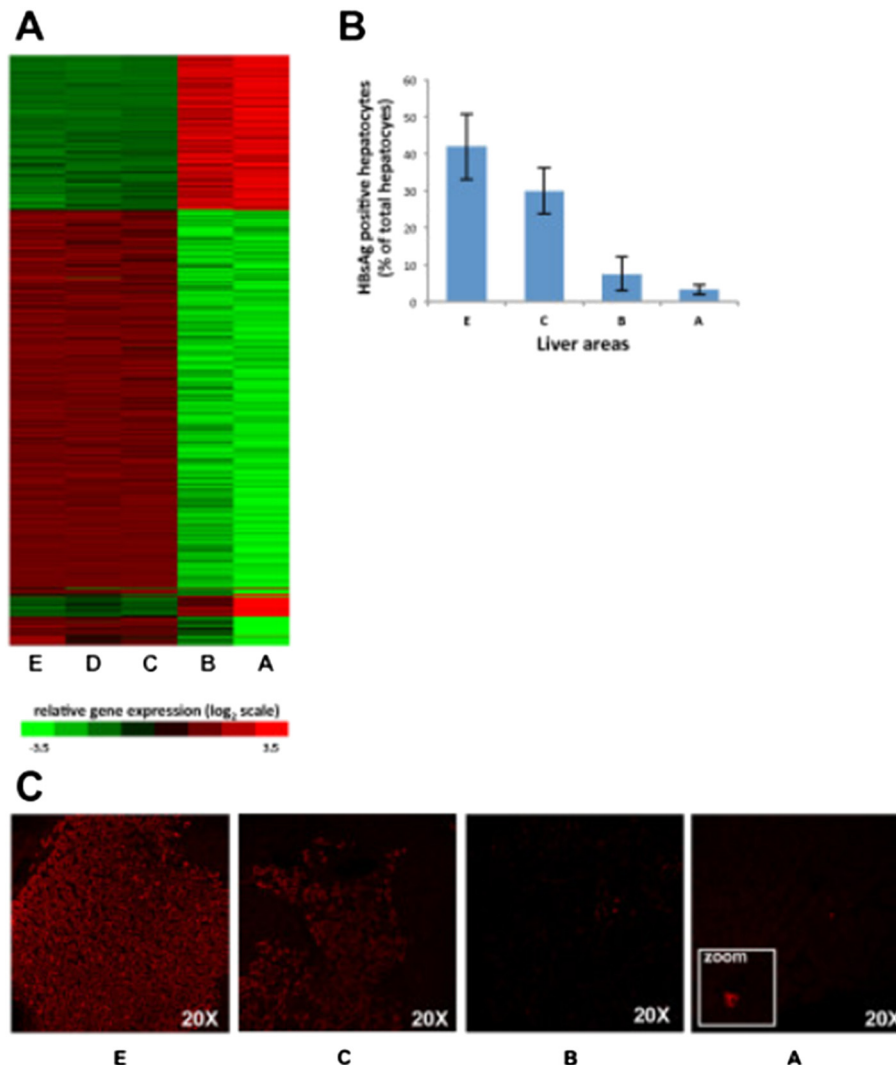 A
B
HBsAg positive hepatocytes
(% of total hepatocyes)
60
50
40
30
20
10
0
E C B A
Liver areas
E D C B A
relative gene expression (log2 scale)
-3.5 3.5
C
20X 20X 20X zoom 20X
E C B A